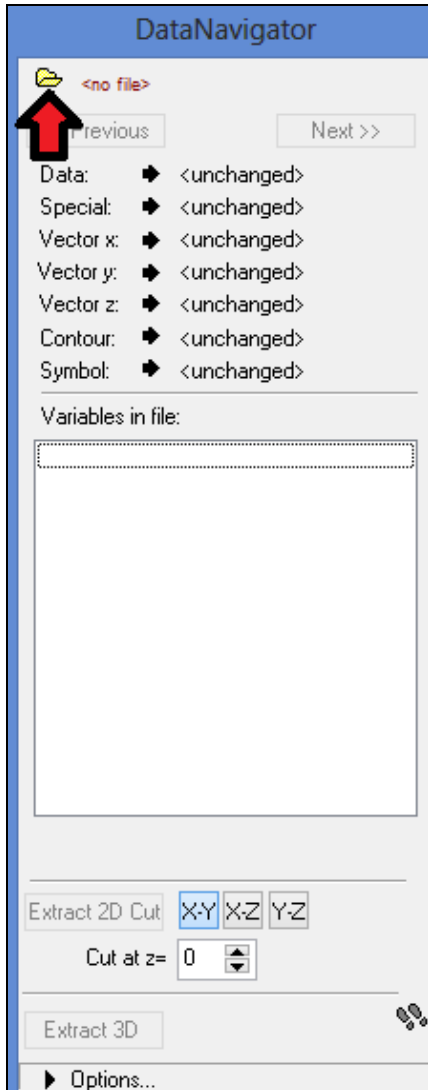 DataNavigator
<no file>
Previous Next >>
Data: <unchanged>
Special: <unchanged>
Vector x: <unchanged>
Vector y: <unchanged>
Vector z: <unchanged>
Contour: <unchanged>
Symbol: <unchanged>
Variables in file:
Extract 2D Cut X-Y X-Z Y-Z
Cut at z= 0
Extract 3D
Options...